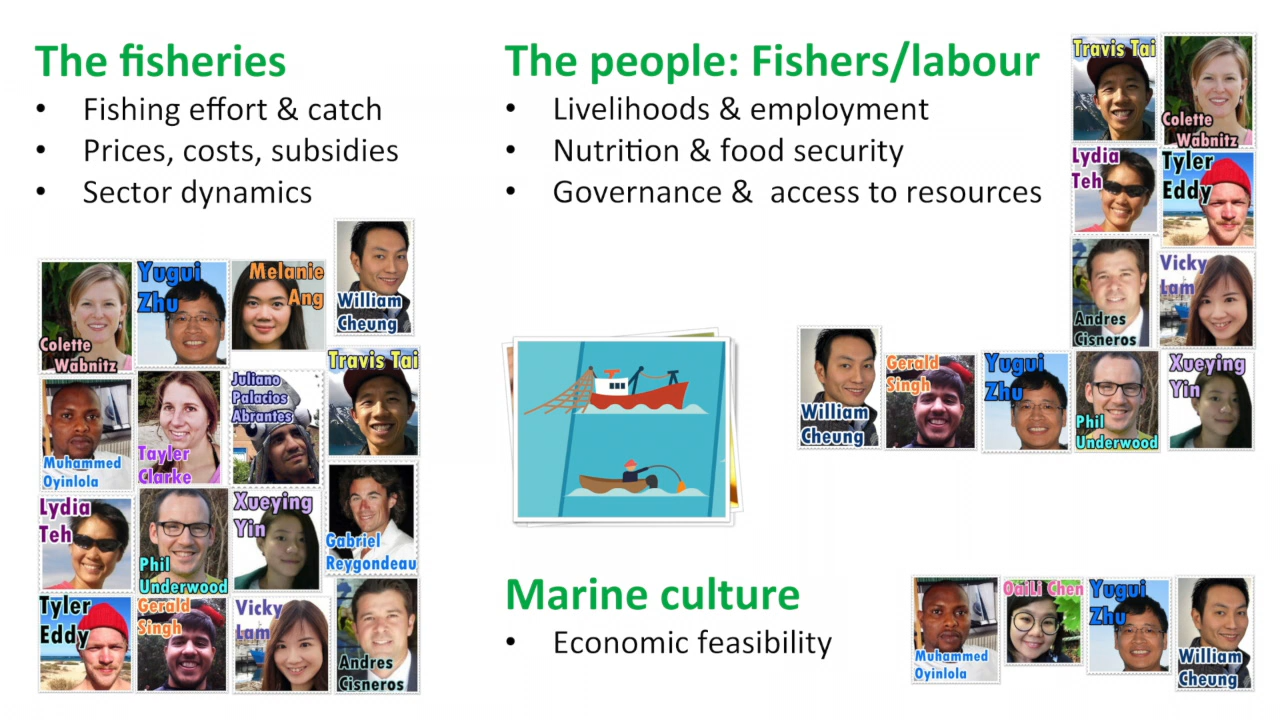 The fisheries
• Fishing effort & catch
• Prices, costs, subsidies
• Sector dynamics
William
Cheung
Colette
Wabnitz
Yugui
Zhu
Melanie
Ang
Travis Tai
Muhammed
Oyinlola
Tayler
Clarke
Juliano
Palacios
Abrantes
Lydia
Teh
Phil
Underwood
Xueying
Yin
Gabriel
Reygondeau
Tyler
Eddy
Gerald
Singh
Vicky
Lam
Andres
Cisneros
The people: Fishers/labour
• Livelihoods & employment
• Nutrition & food security
• Governance & access to resources
Travis Tai
Colette
Wabnitz
Lydia
Teh
Tyler
Eddy
Andres
Cisneros
Vicky
Lam
William
Cheung
Gerald
Singh
Yugui
Zhu
Phil
Underwood
Xueying
Yin
Marine culture
• Economic feasibility
Muhammed
Oyinlola
OaiLi Chen
Yugui
Zhu
William
Cheung